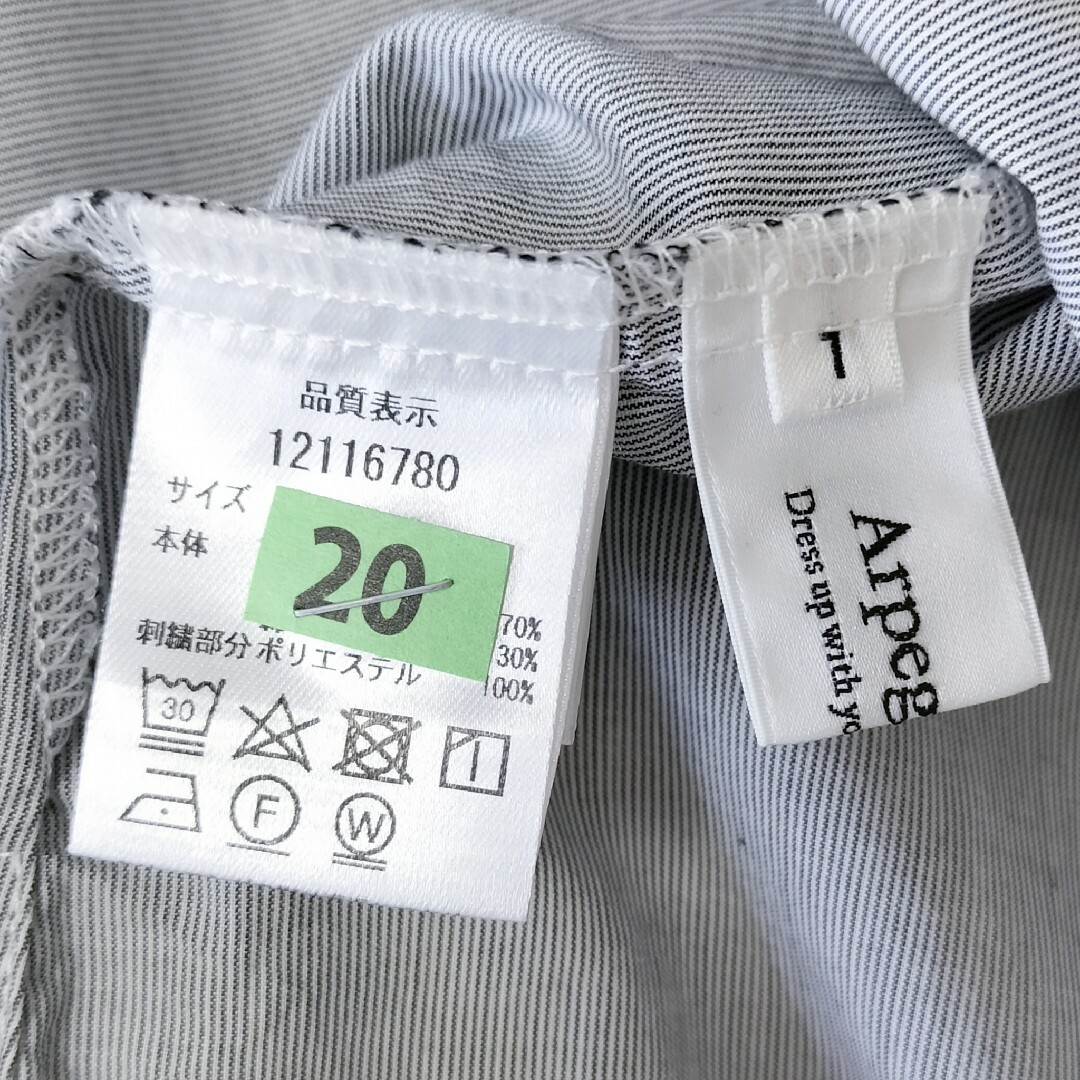 品質表示
12116780
サイズ
本体
20
70%
30%
刺繍部分 ポリエステル 100%
30
F
W
Arpeg
Dress up with yo